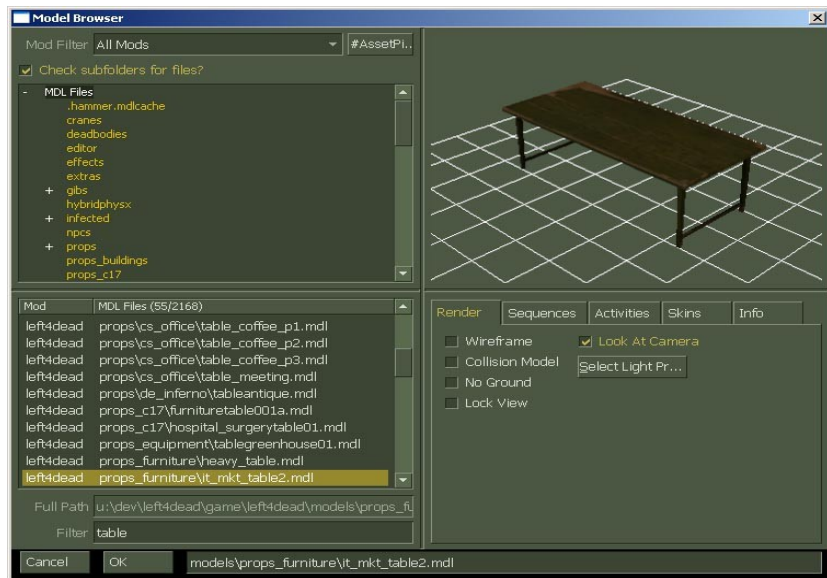 Model Browser
Mod Filter All Mods #AssetPi..
Check subfolders for files?
- MDL Files
.hammer.mdlcache
cranes
deadbodies
editor
effects
extras
+ gibs
hybridphysx
+ infected
npcs
+ props
props_buildings
props_c17
Mod MDL Files (55/2168)
left4dead props\cs_office\table_coffee_p1.mdl
left4dead props\cs_office\table_coffee_p2.mdl
left4dead props\cs_office\table_coffee_p3.mdl
left4dead props\cs_office\table_meeting.mdl
left4dead props\de_inferno\tableantique.mdl
left4dead props_c17\furnituretable001a.mdl
left4dead props_c17\hospital_surgerytable01.mdl
left4dead props_equipment\tablegreenhouse01.mdl
left4dead props_furniture\heavy_table.mdl
left4dead props_furniture\it_mkt_table2.mdl
Full Path u:\dev\left4dead\game\left4dead\models\props_fu
Filter table
Render Sequences Activities Skins Info
Wireframe Look At Camera
Collision Model Select Light Pr...
No Ground
Lock View
Cancel OK models\props_furniture\it_mkt_table2.mdl